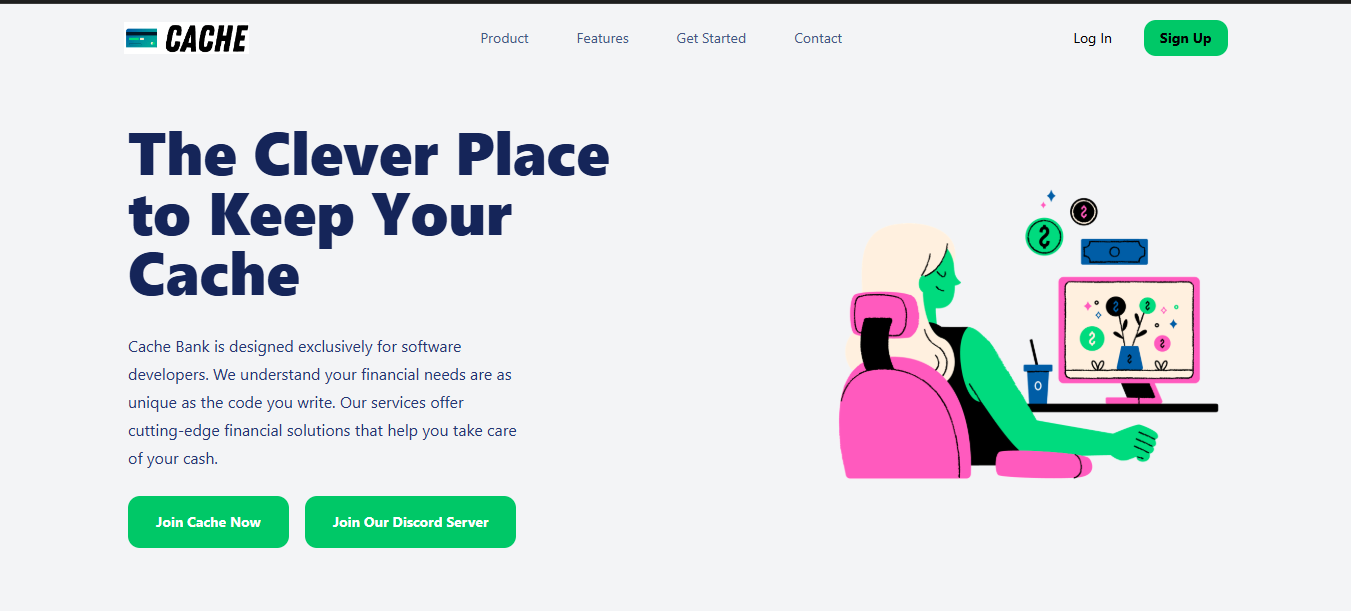 CACHE
Product Features Get Started Contact
Log In Sign Up
The Clever Place
to Keep Your
Cache
Cache Bank is designed exclusively for software
developers. We understand your financial needs are as
unique as the code you write. Our services offer
cutting-edge financial solutions that help you take care
of your cash.
Join Cache Now
Join Our Discord Server